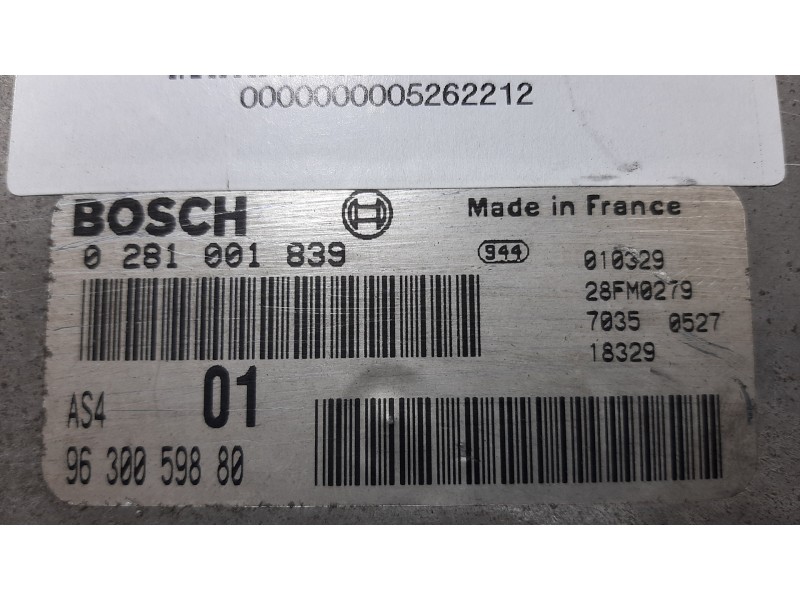 0000000005262212
BOSCH Made in France
0 281 001 839 944 010329
28FM0279
7035 0527
18329
AS4 01
96 300 598 80